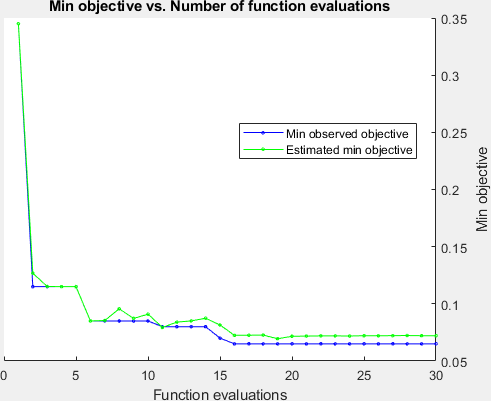 Min objective vs. Number of function evaluations
0.35
0.3
0.25
0.2
0.15
0.1
0.05
Min objective
Min observed objective
Estimated min objective
0 5 10 15 20 25 30
Function evaluations